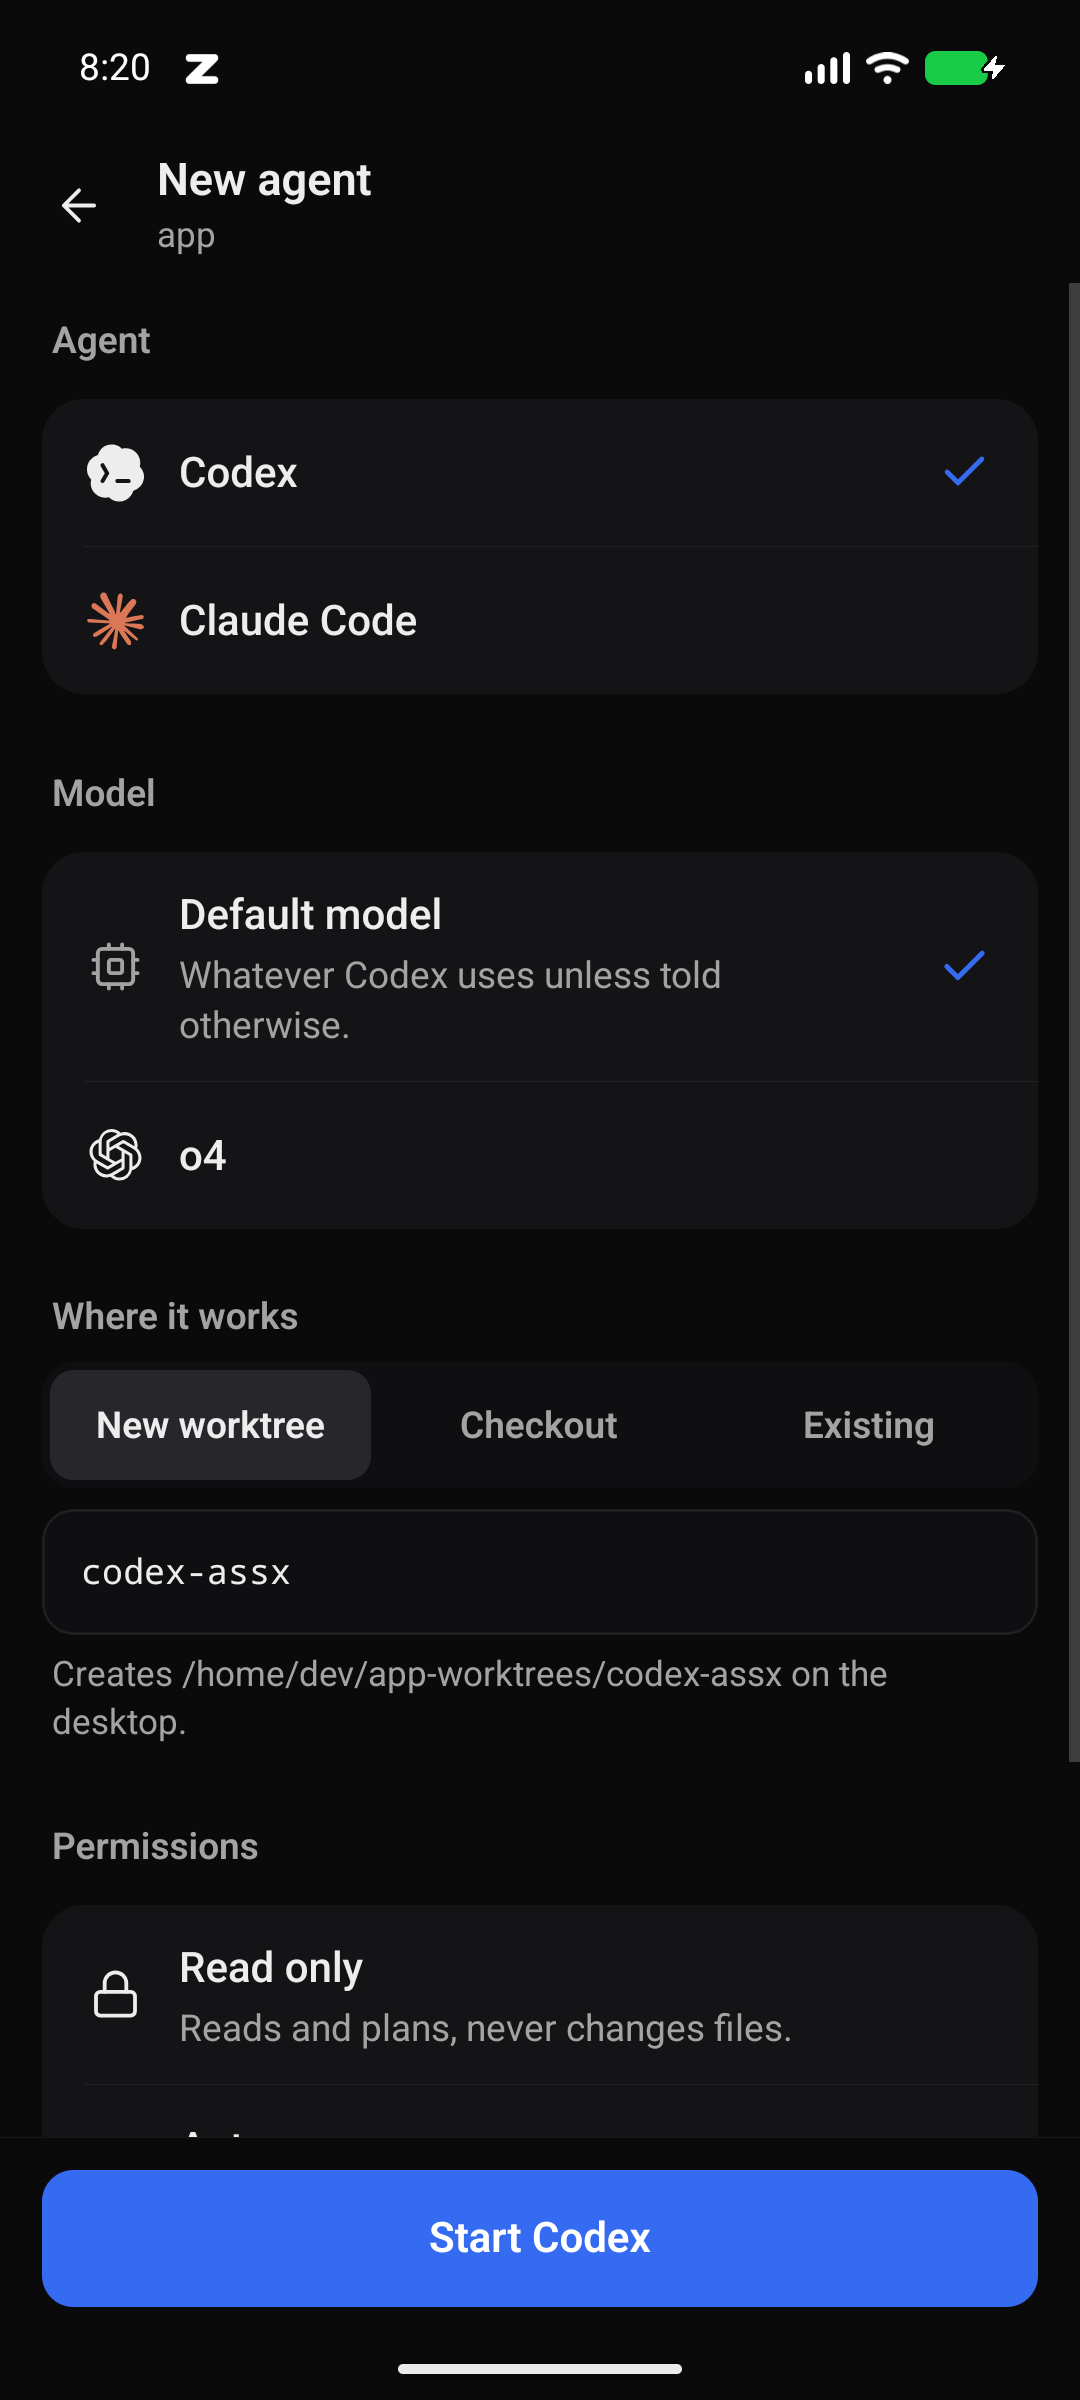 8:20
New agent
app
Agent
Codex
Claude Code
Model
Default model
Whatever Codex uses unless told
otherwise.
o4
Where it works
New worktree
Checkout
Existing
codex-assx
Creates /home/dev/app-worktrees/codex-assx on the
desktop.
Permissions
Read only
Reads and plans, never changes files.
Start Codex